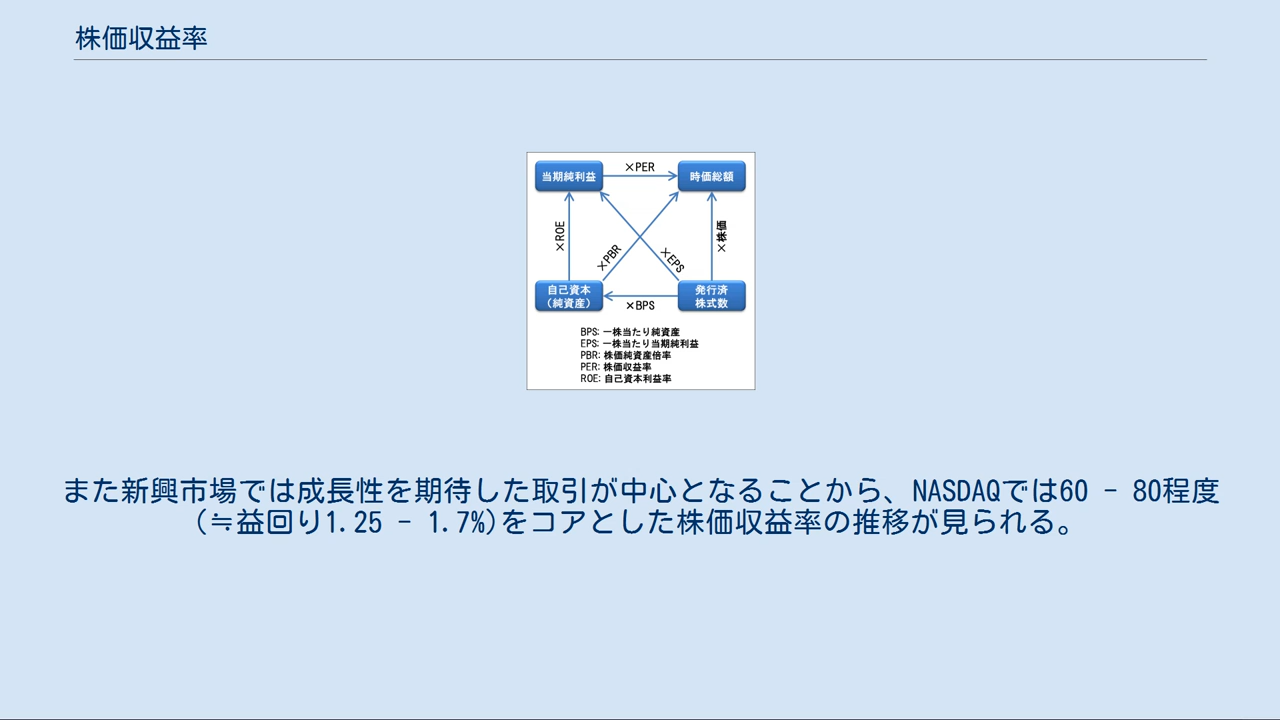 株価収益率
当期純利益
×PER
時価総額
×ROE
×PBR
×EPS
×株価
自己資本
(純資産)
×BPS
発行済
株式数
BPS: 一株当たり純資産
EPS: 一株当たり当期純利益
PBR: 株価純資産倍率
PER: 株価収益率
ROE: 自己資本利益率
また新興市場では成長性を期待した取引が中心となることから、NASDAQでは60 - 80程度
(≒益回り1.25 - 1.7%)をコアとした株価収益率の推移が見られる。